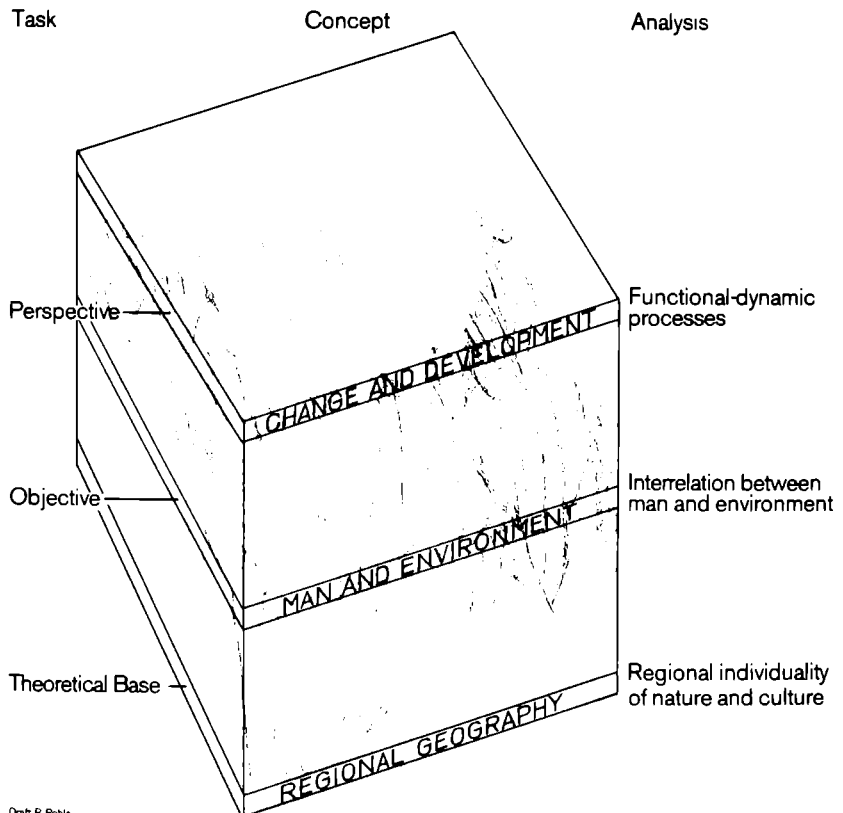 Task Concept Analysis
Perspective
Functional-dynamic
processes
CHANGE AND DEVELOPMENT
Objective
Interrelation between
man and environment
MAN AND ENVIRONMENT
Theoretical Base
Regional individuality
of nature and culture
REGIONAL GEOGRAPHY